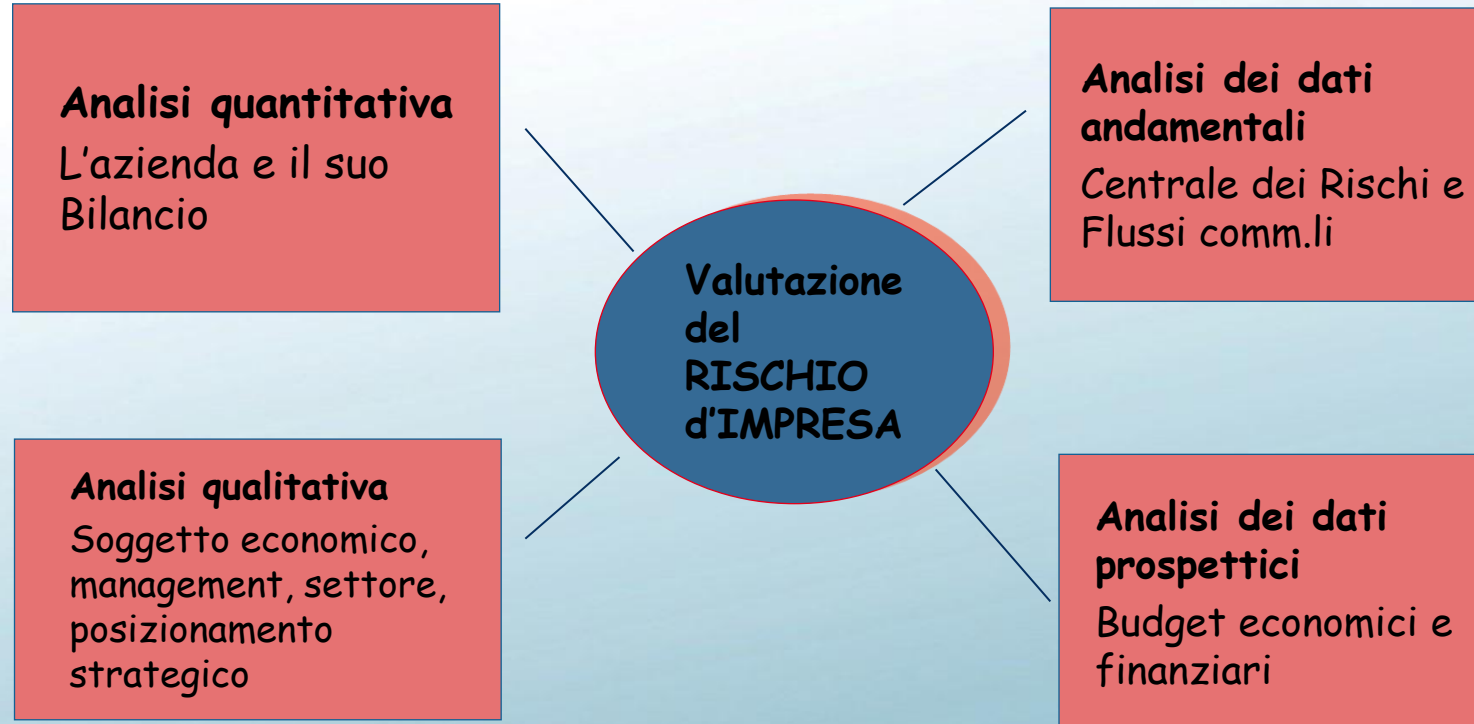 Analisi quantitativa
L'azienda e il suo
Bilancio
Analisi dei dati
andamentali
Centrale dei Rischi e
Flussi comm.li
Valutazione
del
RISCHIO
d'IMPRESA
Analisi qualitativa
Soggetto economico,
management, settore,
posizionamento
strategico
Analisi dei dati
prospettici
Budget economici e
finanziari